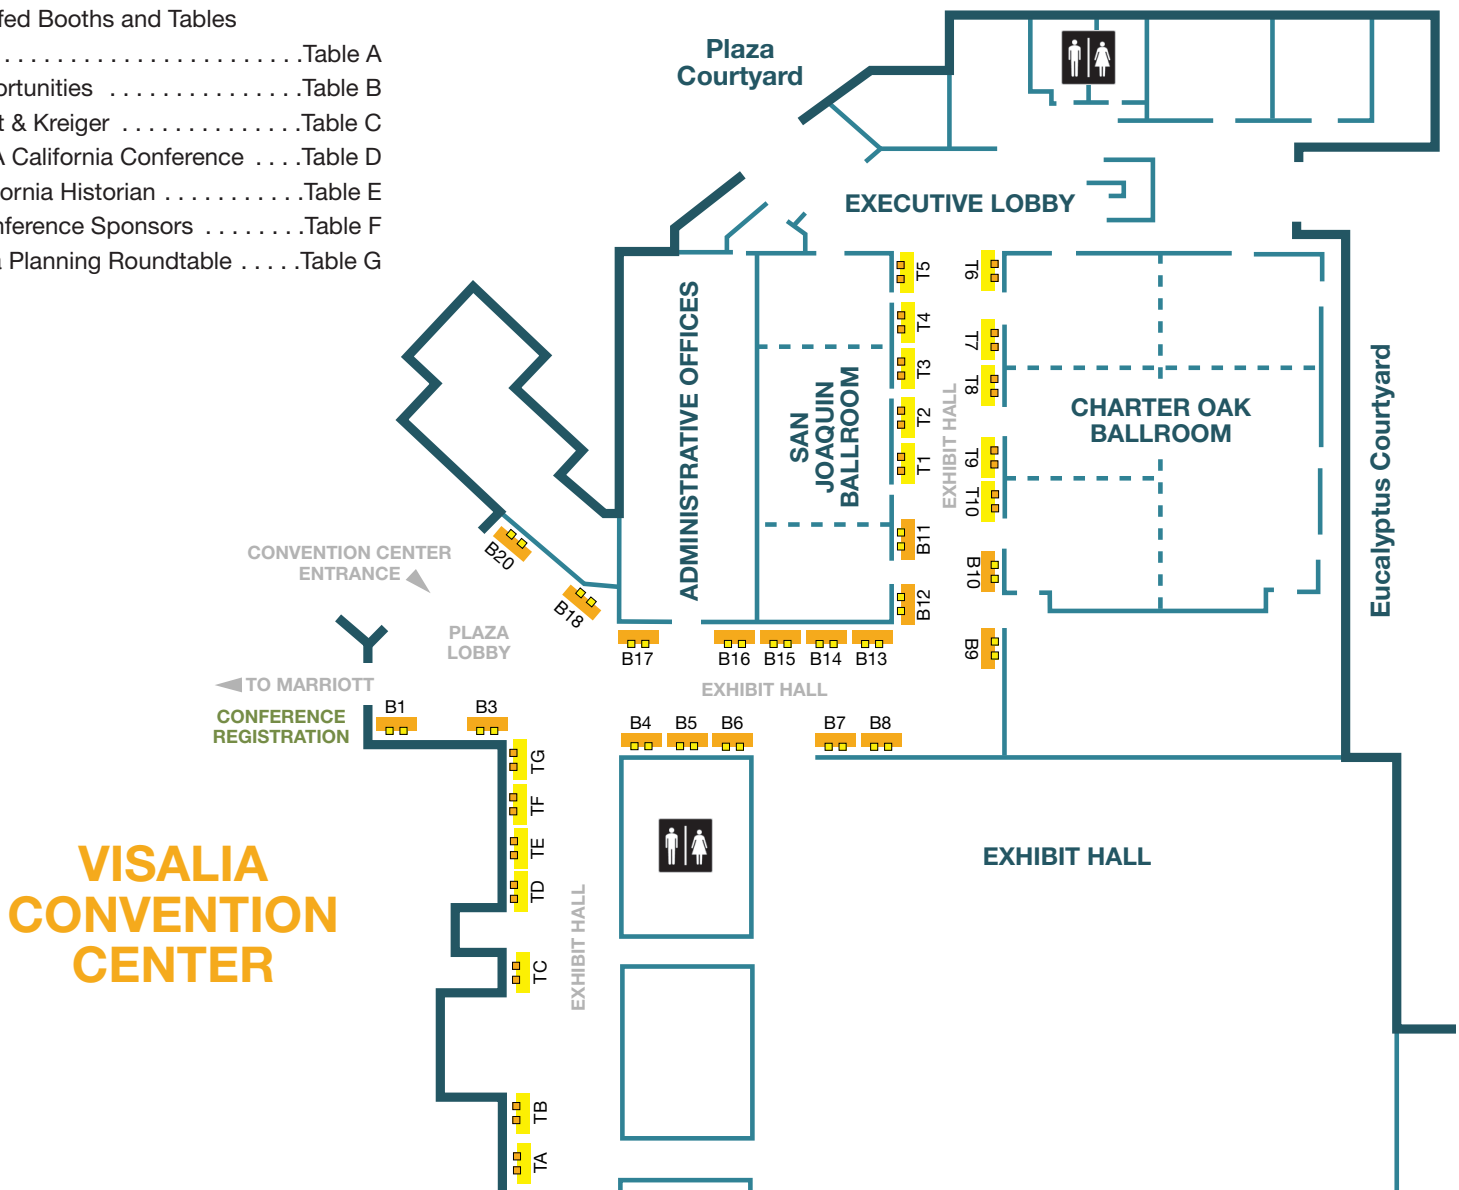 fed Booths and Tables
. . . . . . . . . . . . . . . . . . . . . . . .Table A
ortunities . . . . . . . . . . . . . . .Table B
t & Kreiger . . . . . . . . . . . . . .Table C
A California Conference . . . .Table D
ornia Historian . . . . . . . . . . .Table E
nference Sponsors . . . . . . . .Table F
a Planning Roundtable . . . . .Table G
Plaza
Courtyard
EXECUTIVE LOBBY
T5
T6
T4
T7
T3
T8
T2
T1
T9
T10
B11
B10
B12
B9
ADMINISTRATIVE OFFICES
SAN
JOAQUIN
BALLROOM
EXHIBIT HALL
CHARTER OAK
BALLROOM
Eucalyptus Courtyard
CONVENTION CENTER
ENTRANCE
B20
B18
PLAZA
LOBBY
B17
B16
B15
B14
B13
TO MARRIOTT
EXHIBIT HALL
CONFERENCE
REGISTRATION
B1
B3
B4
B5
B6
B7
B8
TG
TF
TE
TD
TC
TB
TA
EXHIBIT HALL
EXHIBIT HALL
VISALIA
CONVENTION
CENTER